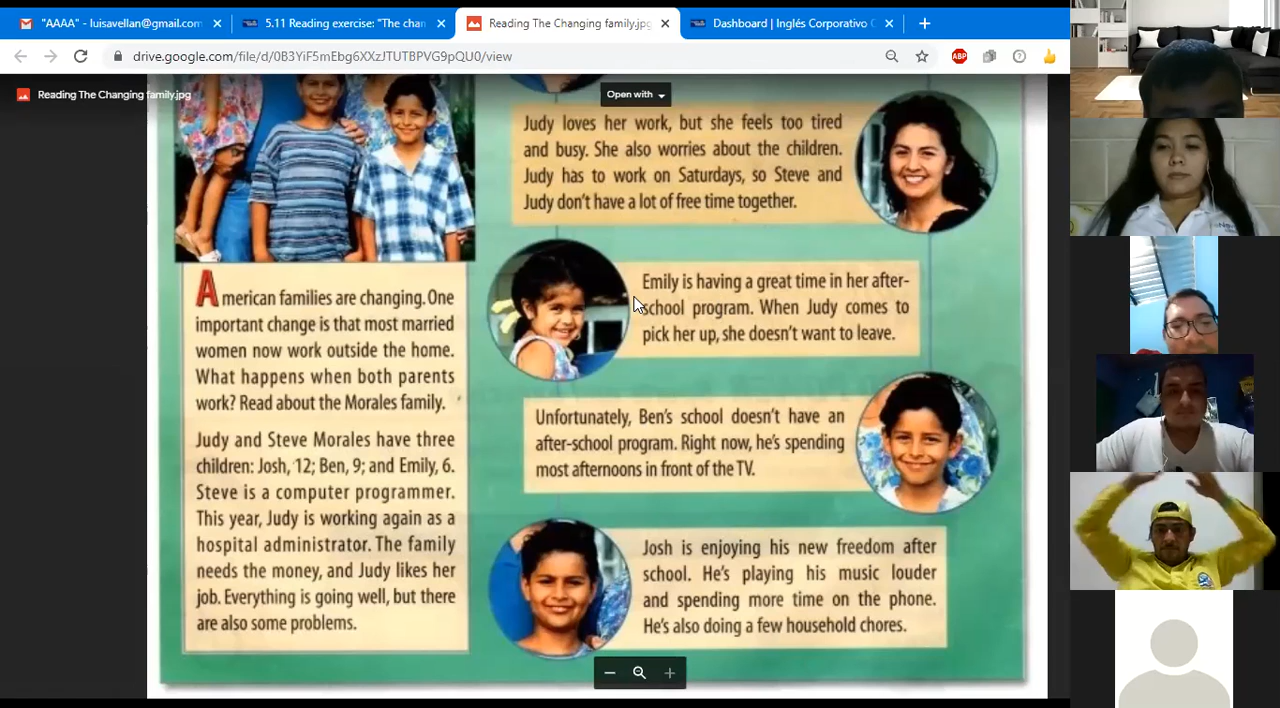 "AAAA" - luisavellan@gmail.com
5.11 Reading exercise: "The chan
Reading The Changing family.jpg
Dashboard | Inglés Corporativo C
drive.google.com/file/d/0B3YiF5mEbg6XXzJTUTBPVG9pQU0/view
ABP
Reading The Changing family.jpg
Open with
American families are changing. One
important change is that most married
women now work outside the home.
What happens when both parents
work? Read about the Morales family.
Judy and Steve Morales have three
children: Josh, 12; Ben, 9; and Emily, 6.
Steve is a computer programmer.
This year, Judy is working again as a
hospital administrator. The family
needs the money, and Judy likes her
job. Everything is going well, but there
are also some problems.
Judy loves her work, but she feels too tired
and busy. She also worries about the children.
Judy has to work on Saturdays, so Steve and
Judy don't have a lot of free time together.
Emily is having a great time in her after-
school program. When Judy comes to
pick her up, she doesn't want to leave.
Unfortunately, Ben's school doesn't have an
after-school program. Right now, he's spending
most afternoons in front of the TV.
Josh is enjoying his new freedom after
school. He's playing his music louder
and spending more time on the phone.
He's also doing a few household chores.